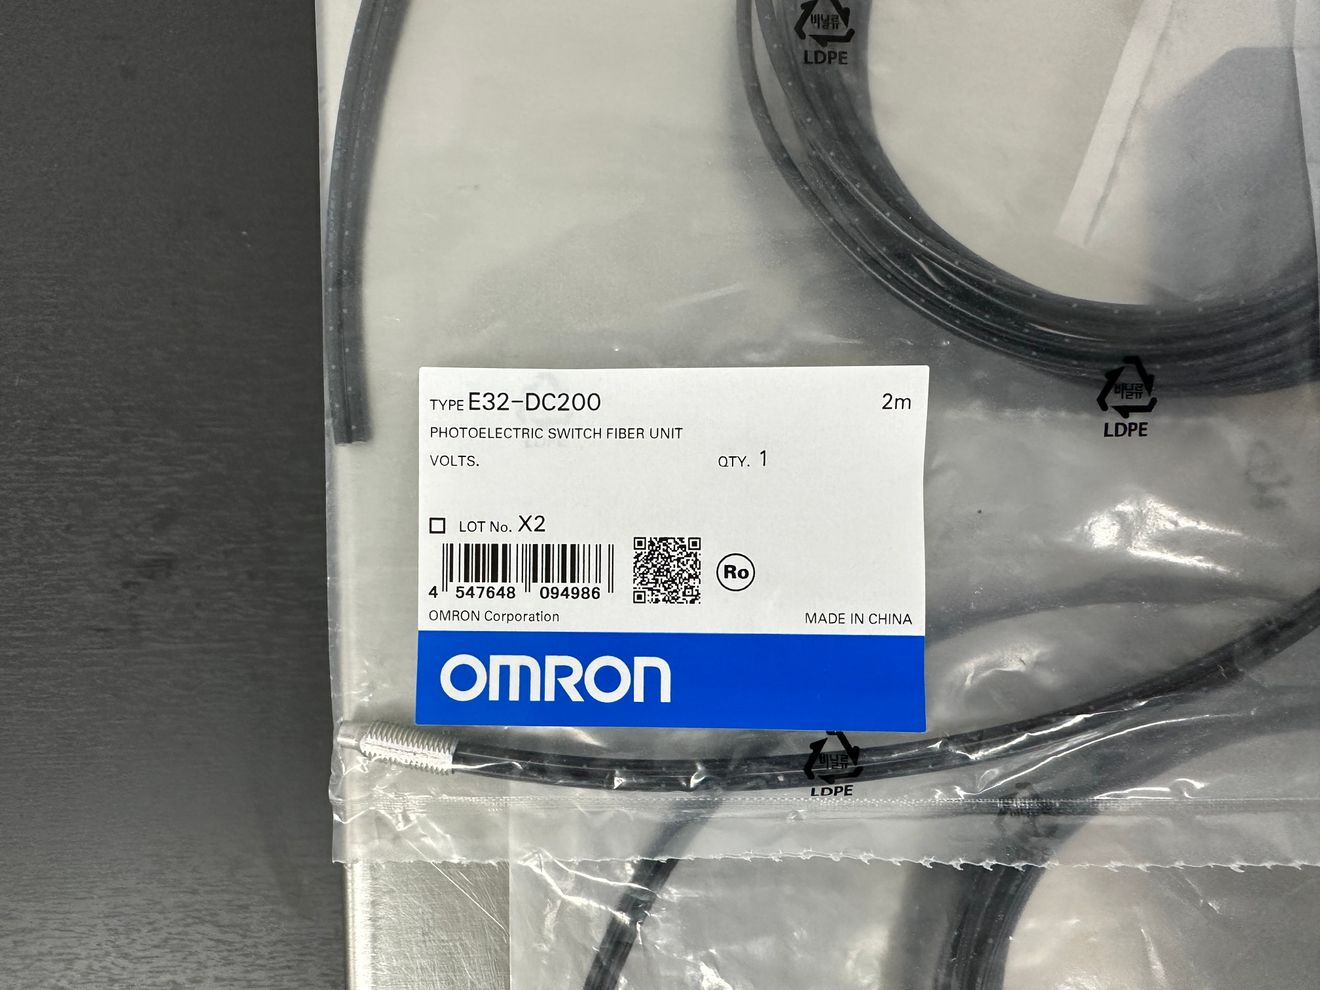 비닐류
LDPE
TYPE E32-DC200 2m
PHOTOELECTRIC SWITCH FIBER UNIT
VOLTS. QTY. 1
비닐류
LDPE
LOT No. X2
Ro
4 547648 094986
OMRON Corporation MADE IN CHINA
OMRON
비닐류
LDPE